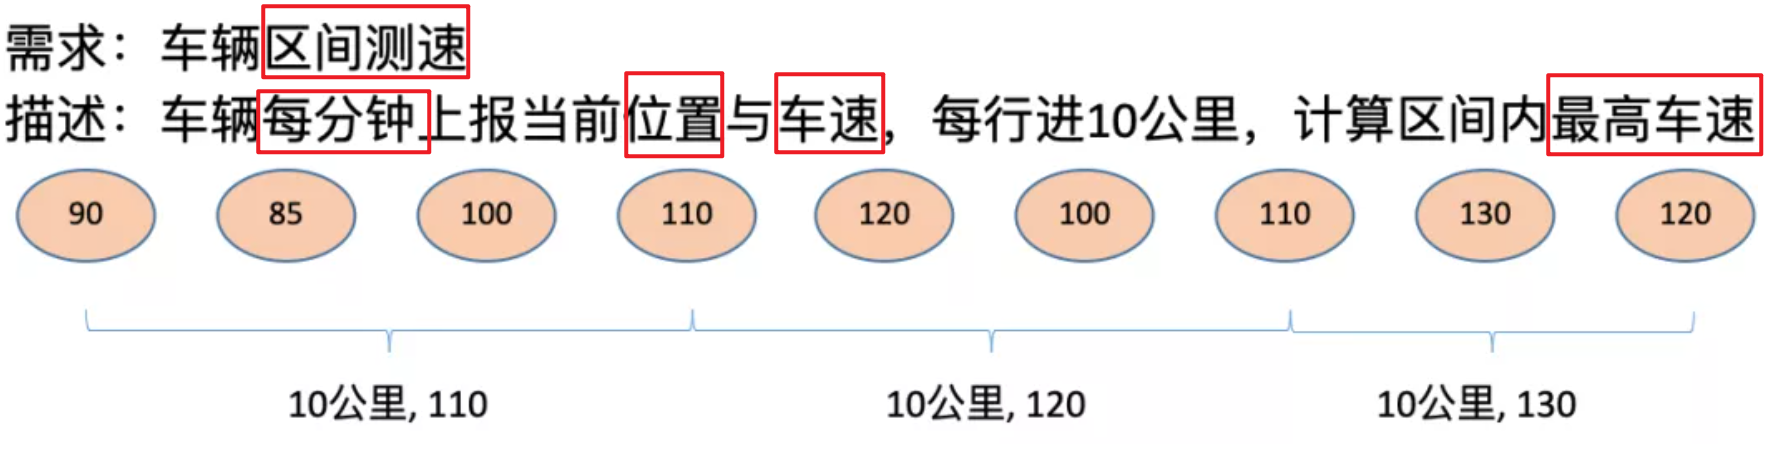 需求：车辆区间测速
描述：车辆每分钟上报当前位置与车速，每行进10公里，计算区间内最高车速
90 85 100 110 120 100 110 130 120
10公里, 110 10公里, 120 10公里, 130